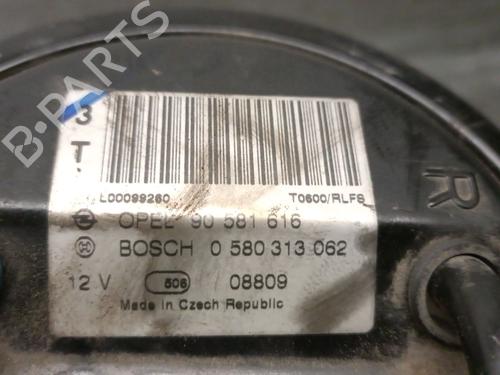 B-PARTS
3
T
L00099260 T0600/RLFS
OPEL 90 581 616
BOSCH 0 580 313 062
12 V 506 08809
Made in Czech Republic
R